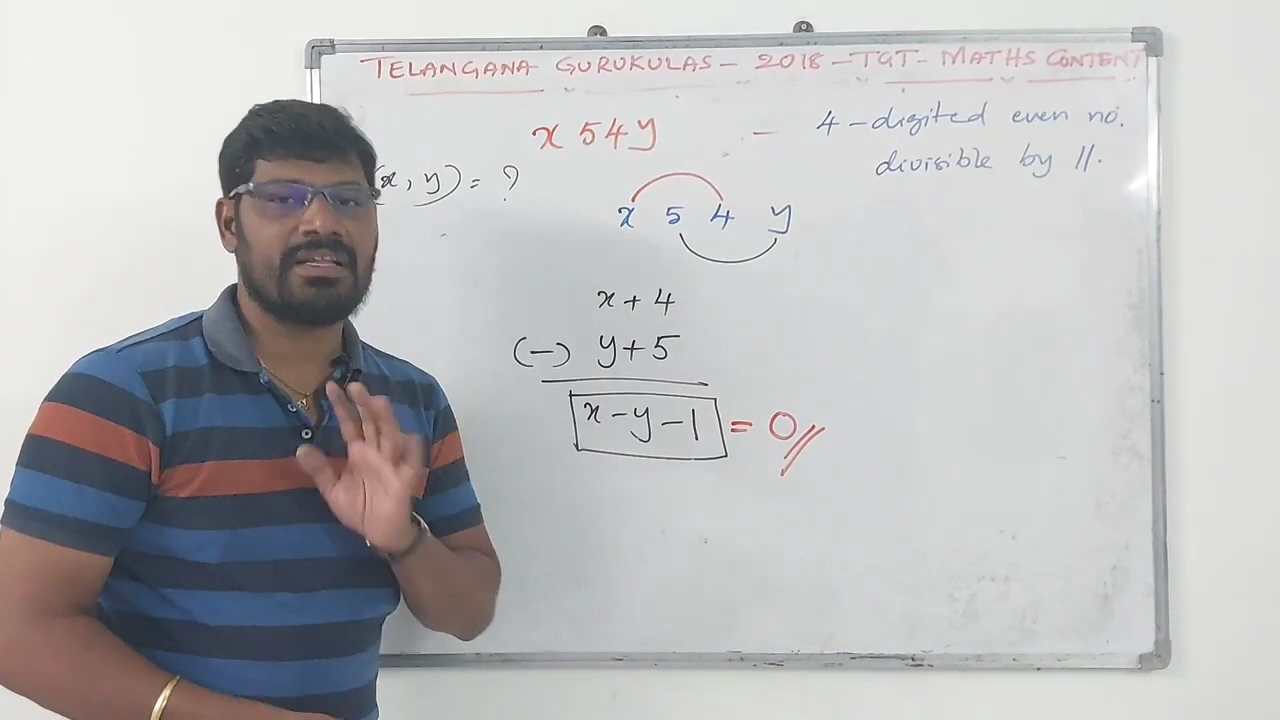 TELANGANA GURUKULAS - 2018 - TGT - MATHS CONTENT
x 54y - 4-digited even no.
divisible by 11.
(x, y) = ?
x 5 4 y
x + 4
(-) y + 5
x - y - 1 = 0